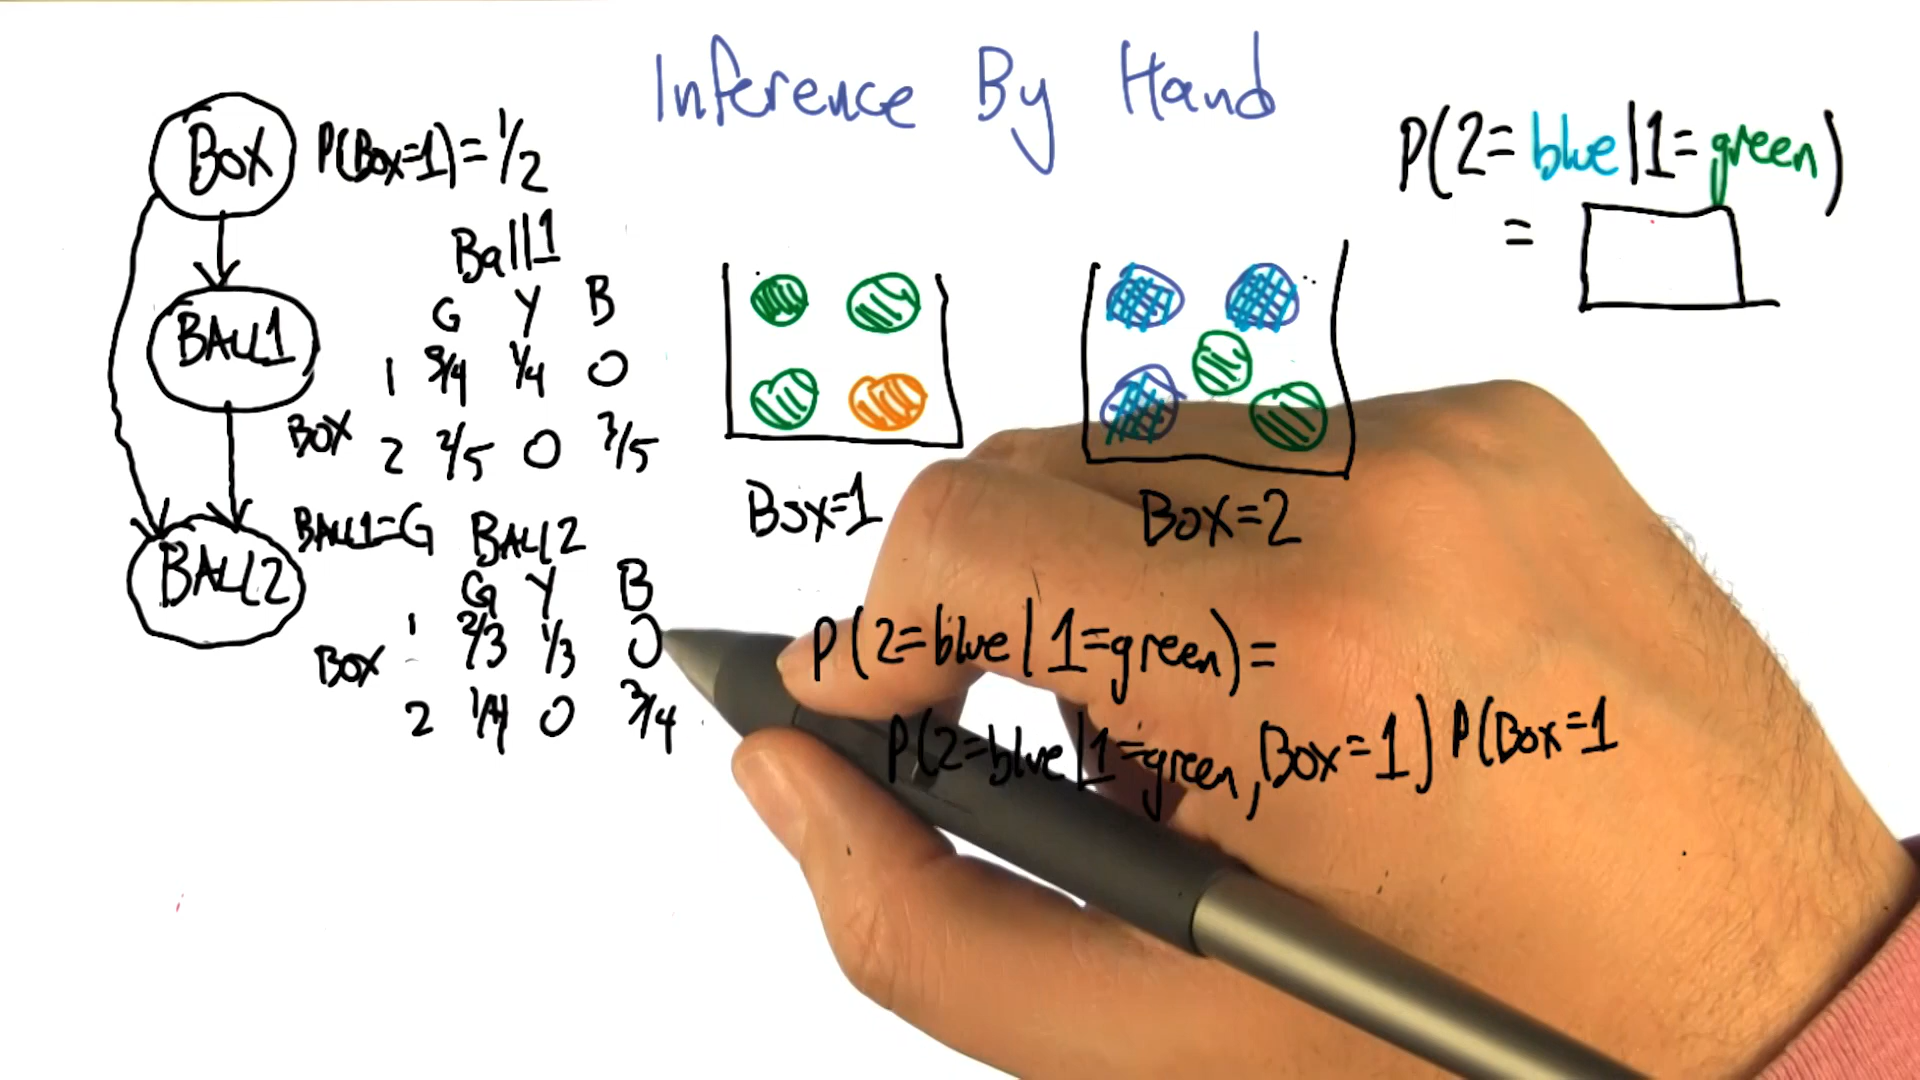 Inference By Hand
BOX P(Box=1)=1/2
P(2=blue|1=green)
=
Ball1
G Y B
BALL1
1 3/4 1/4 0
BOX
2 2/5 0 3/5
Box=1
Box=2
BALL1=G BALL2
BALL2
G Y B
1 2/3 1/3 0
BOX
2 1/4 0 3/4
P(2=blue|1=green)=
P(2=blue|1=green,Box=1)P(Box=1